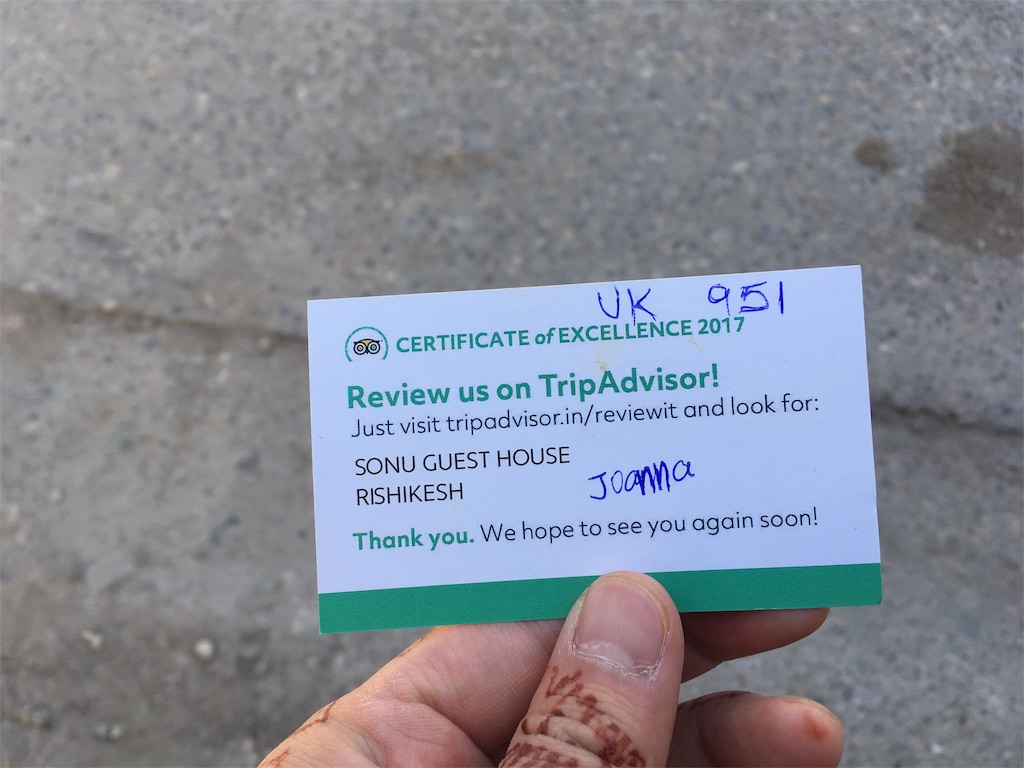 UK 951
CERTIFICATE of EXCELLENCE 2017
Review us on TripAdvisor!
Just visit tripadvisor.in/reviewit and look for:
SONU GUEST HOUSE
RISHIKESH
Joanna
Thank you. We hope to see you again soon!